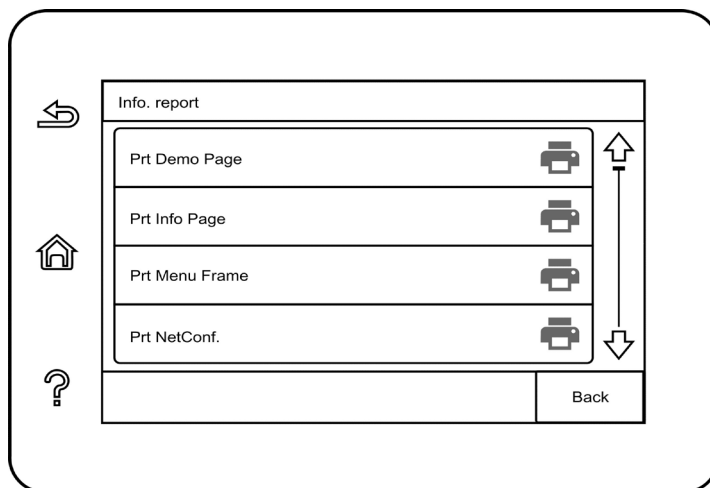 Info. report
Prt Demo Page
Prt Info Page
Prt Menu Frame
Prt NetConf.
Back